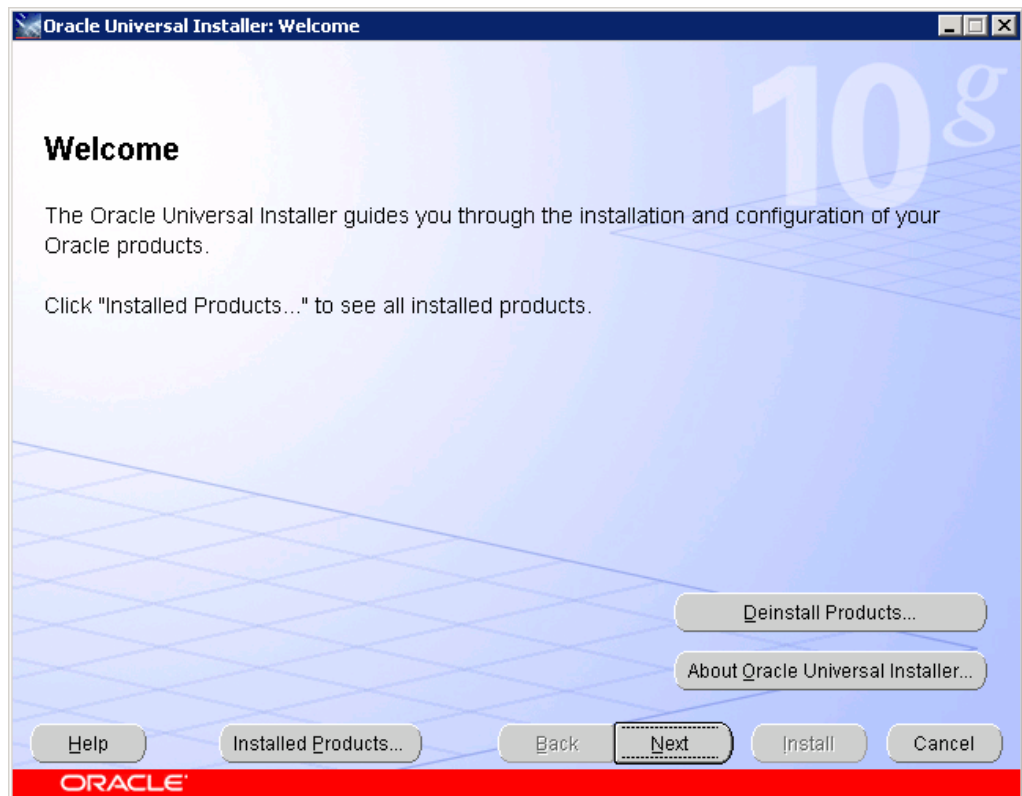 Oracle Universal Installer: Welcome
10g
Welcome
The Oracle Universal Installer guides you through the installation and configuration of your
Oracle products.
Click "Installed Products..." to see all installed products.
Deinstall Products...
About Oracle Universal Installer...
Help
Installed Products...
Back
Next
Install
Cancel
ORACLE